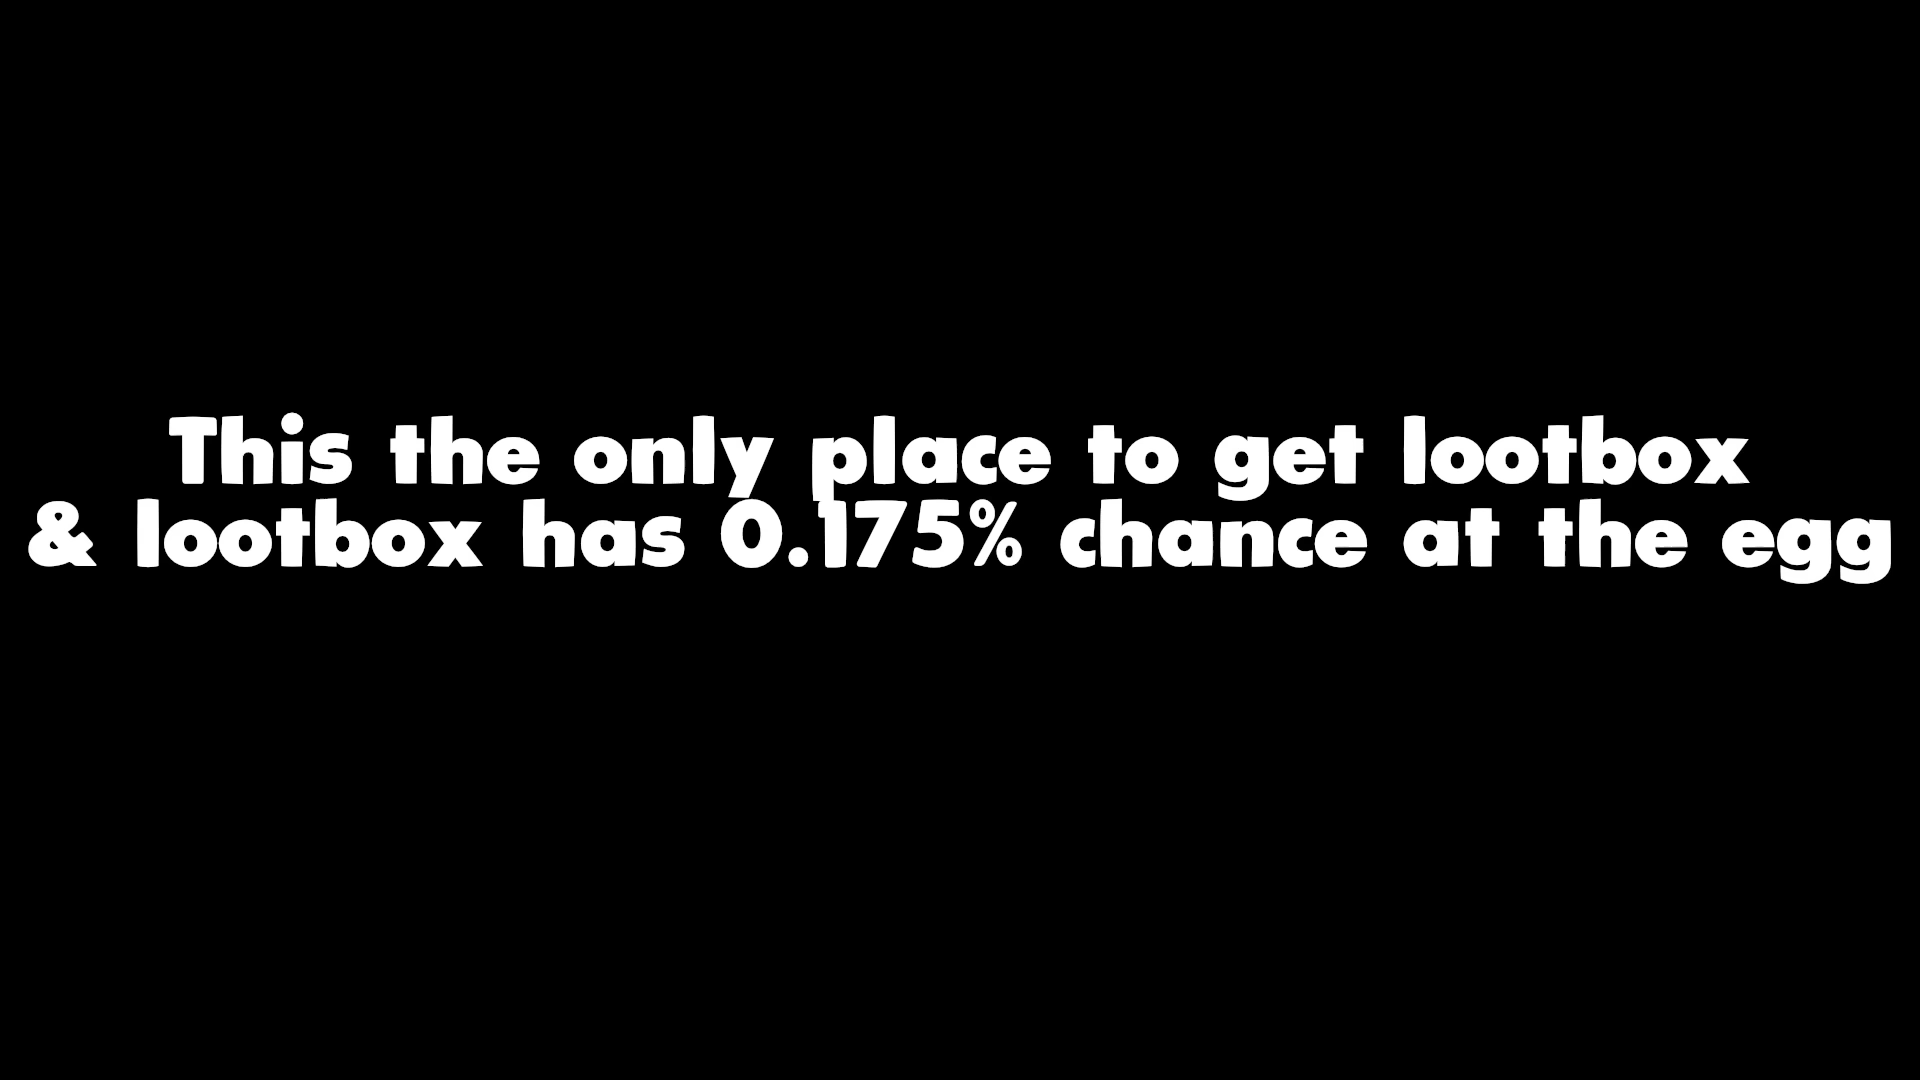 This the only place to get lootbox
& lootbox has 0.175% chance at the egg